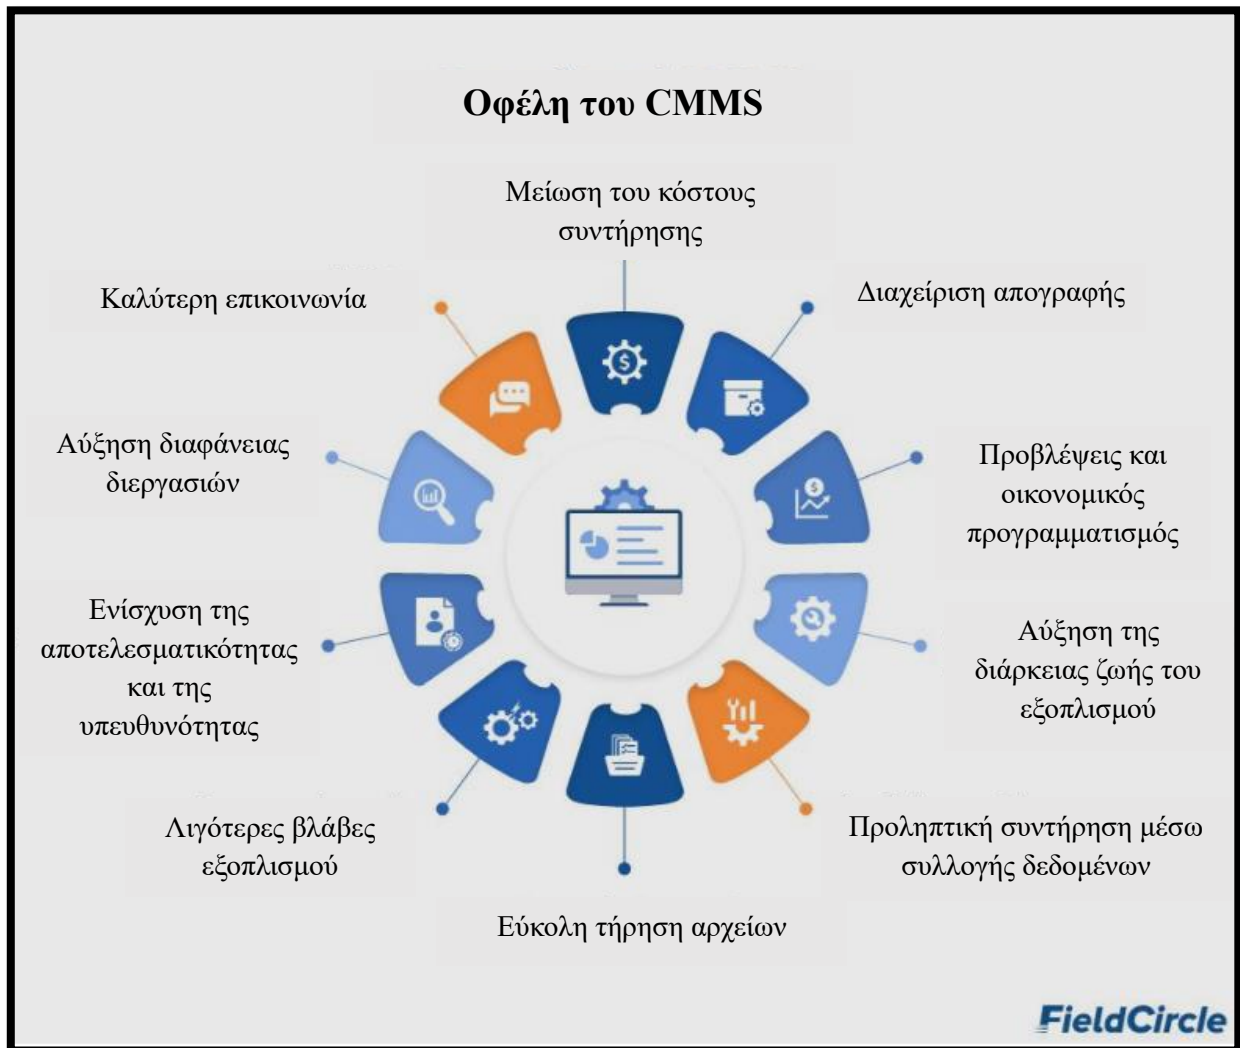 Οφέλη του CMMS
Μείωση του κόστους
συντήρησης
Διαχείριση απογραφής
Προβλέψεις και
οικονομικός
προγραμματισμός
Αύξηση της
διάρκειας ζωής του
εξοπλισμού
Προληπτική συντήρηση μέσω
συλλογής δεδομένων
Εύκολη τήρηση αρχείων
Λιγότερες βλάβες
εξοπλισμού
Ενίσχυση της
αποτελεσματικότητας
και της
υπευθυνότητας
Αύξηση διαφάνειας
διεργασιών
Καλύτερη επικοινωνία
FieldCircle